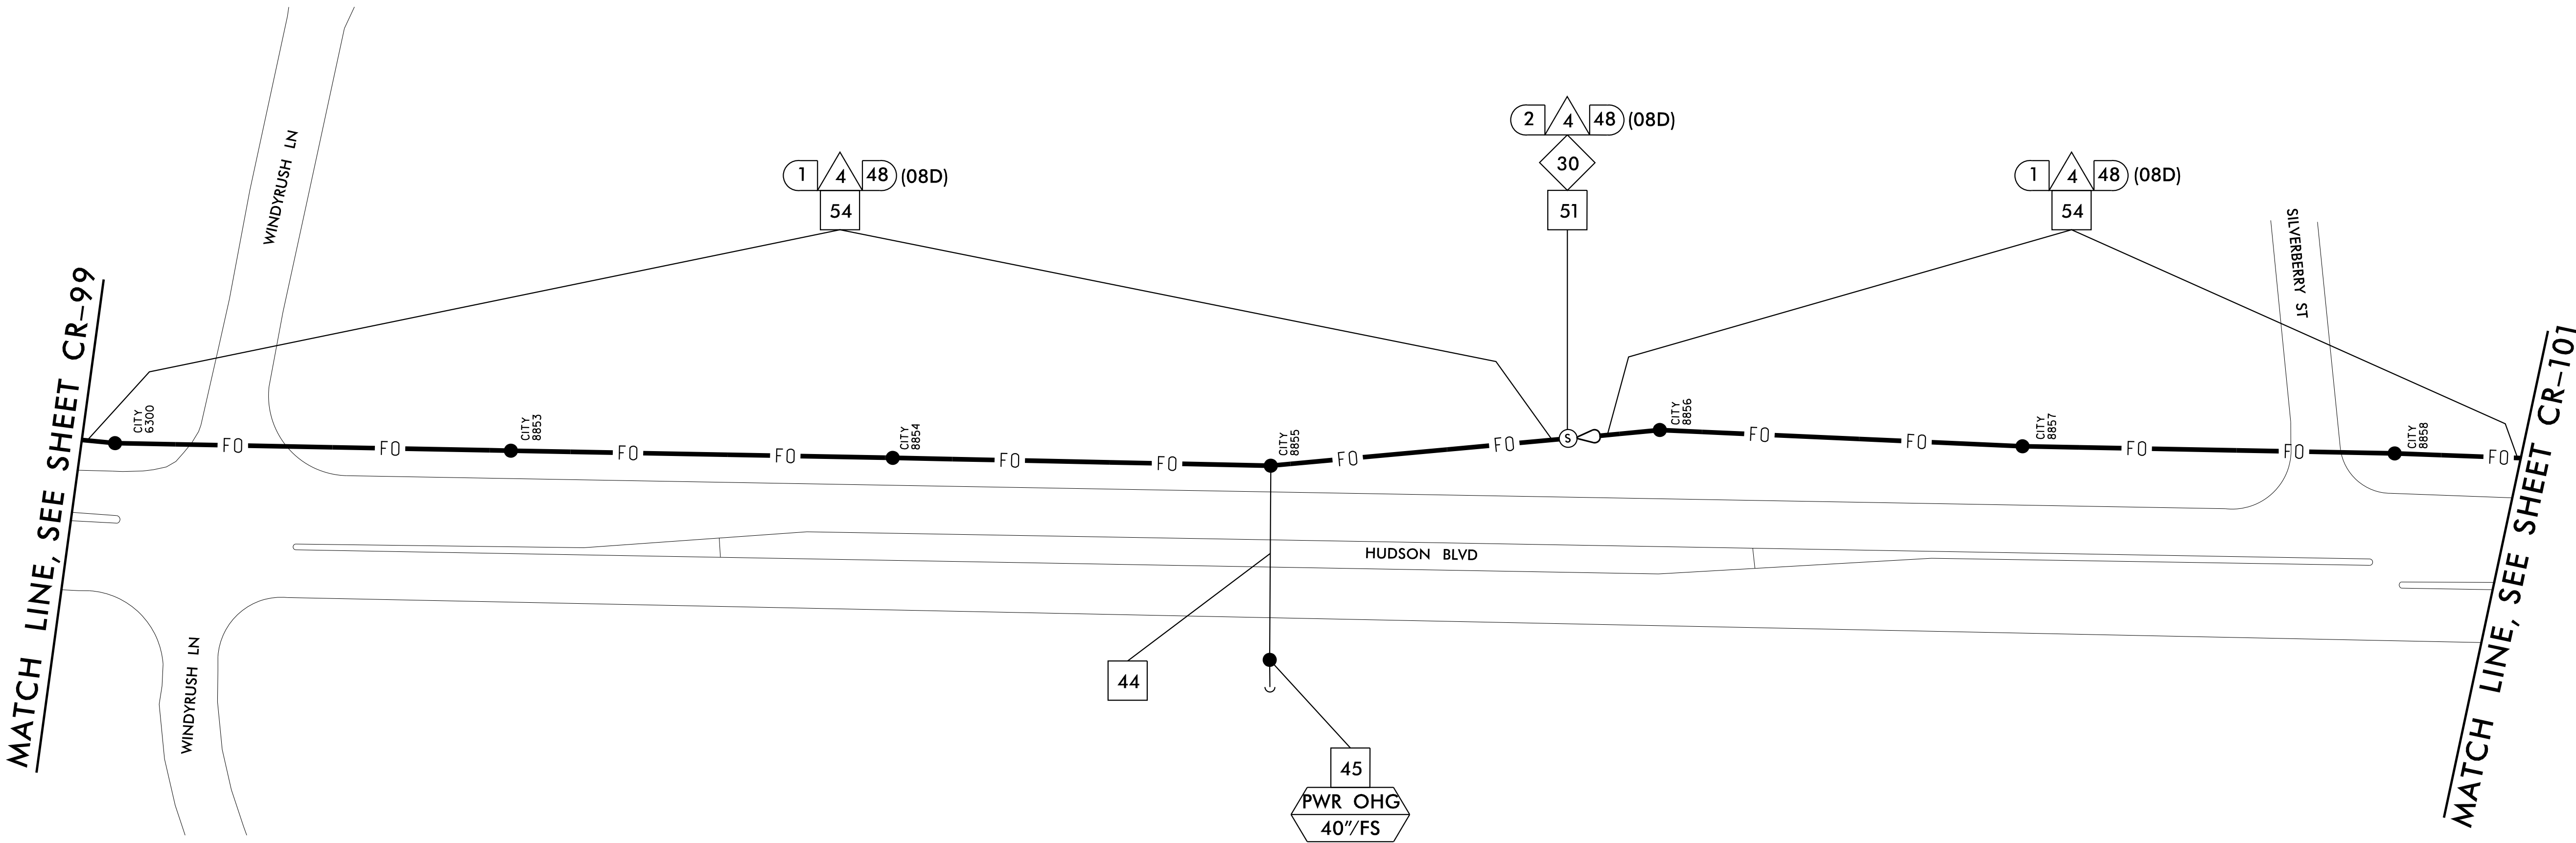 2 4 48 (08D)
30
51
1 4 48 (08D)
54
1 4 48 (08D)
54
WINDYRUSH LN
SILVERBERRY ST
MATCH LINE, SEE SHEET CR-99
MATCH LINE, SEE SHEET CR-101
CITY
6300
CITY
8853
CITY
8854
CITY
8855
CITY
8856
CITY
8857
CITY
8858
FO FO FO FO FO FO FO FO S FO FO FO FO FO
HUDSON BLVD
WINDYRUSH LN
44
45
PWR OHG
40"/FS